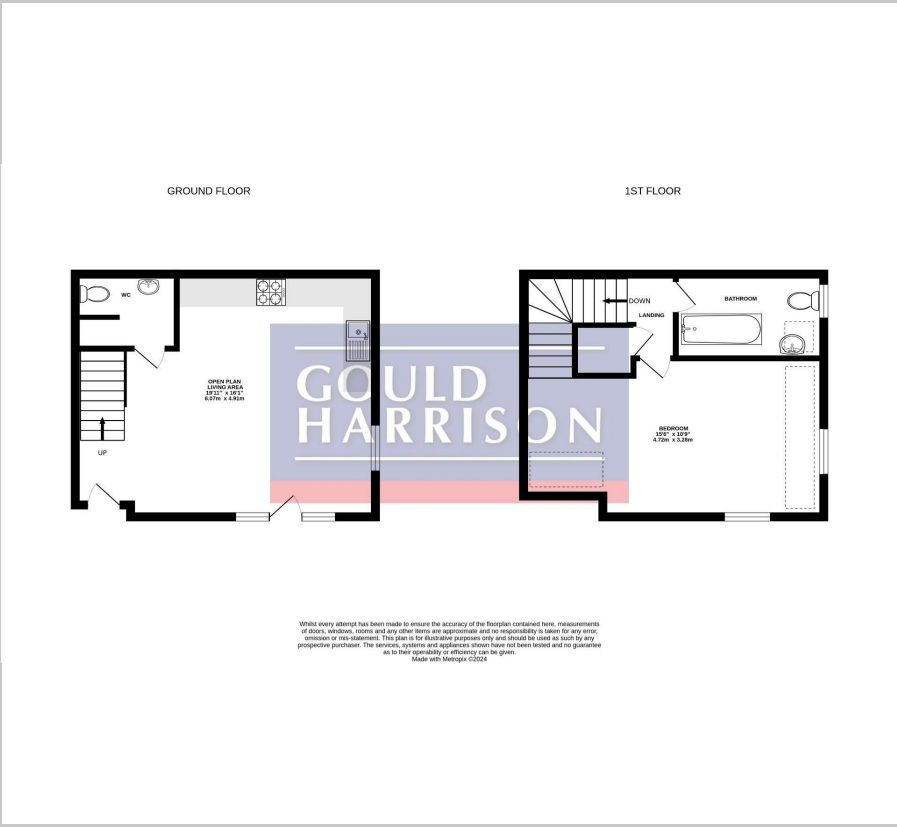 GROUND FLOOR
1ST FLOOR
WC
OPEN PLAN
LIVING AREA
19'11" x 16'1"
6.07m x 4.91m
UP
DOWN
LANDING
BATHROOM
BEDROOM
15'6" x 10'9"
4.72m x 3.28m
GOULD
HARRISON
Whilst every attempt has been made to ensure the accuracy of the floorplan contained here, measurements
of doors, windows, rooms and any other items are approximate and no responsibility is taken for any error,
omission or mis-statement. This plan is for illustrative purposes only and should be used as such by any
prospective purchaser. The services, systems and appliances shown have not been tested and no guarantee
as to their operability or efficiency can be given.
Made with Metropix ©2024